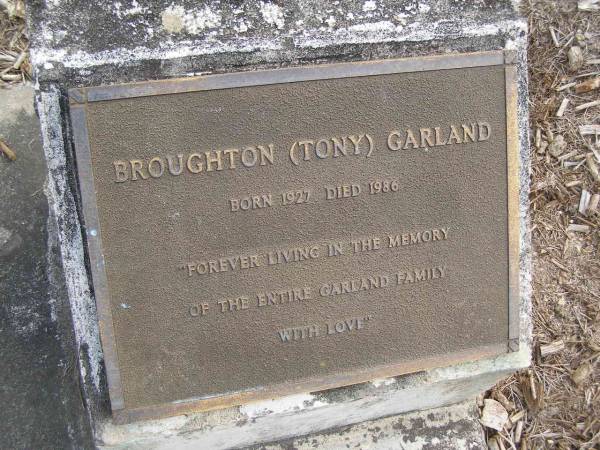 BROUGHTON (TONY) GARLAND
BORN 1927 DIED 1986
"FOREVER LIVING IN THE MEMORY
OF THE ENTIRE GARLAND FAMILY
WITH LOVE"